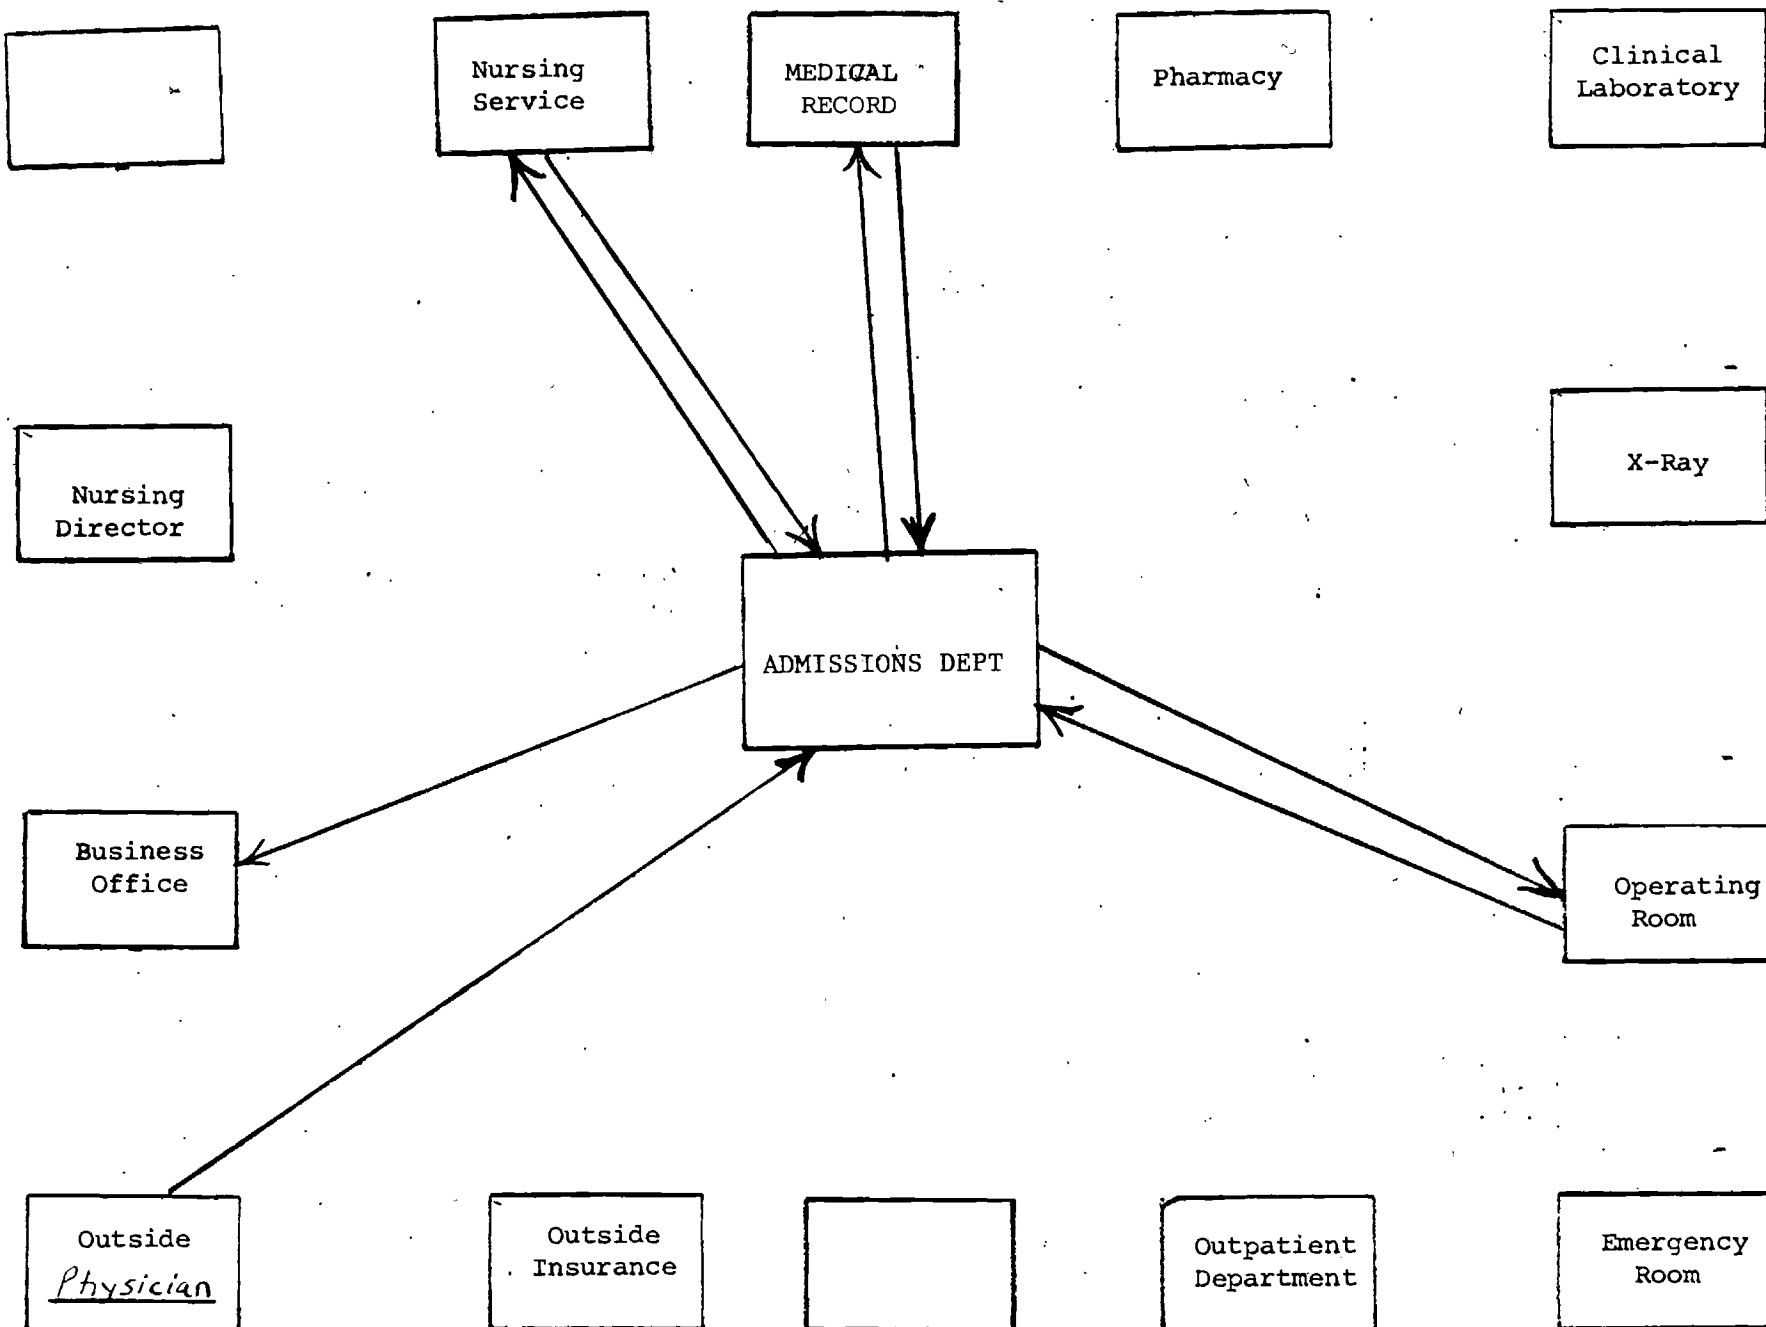 Nursing
Service
MEDICAL
RECORD
Pharmacy
Clinical
Laboratory
Nursing
Director
X-Ray
ADMISSIONS DEPT
Business
Office
Operating
Room
Outside
Physician
Outside
Insurance
Outpatient
Department
Emergency
Room